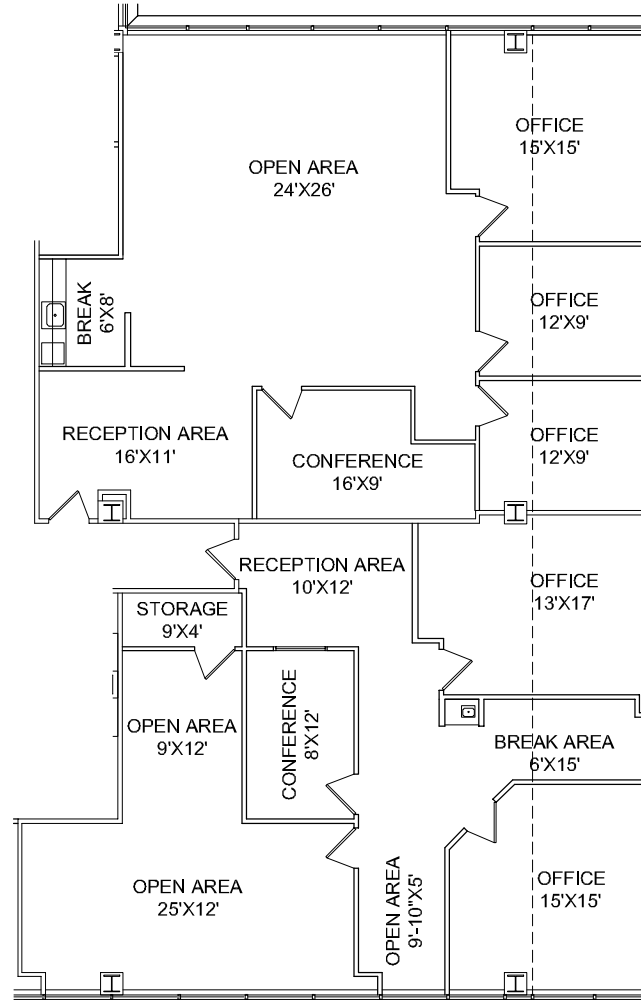 OFFICE
15'X15'
OPEN AREA
24'X26'
BREAK
6'X8'
OFFICE
12'X9'
RECEPTION AREA
16'X11'
CONFERENCE
16'X9'
OFFICE
12'X9'
RECEPTION AREA
10'X12'
OFFICE
13'X17'
STORAGE
9'X4'
OPEN AREA
9'X12'
CONFERENCE
8'X12'
BREAK AREA
6'X15'
OPEN AREA
25'X12'
OPEN AREA
9'-10"X5'
OFFICE
15'X15'